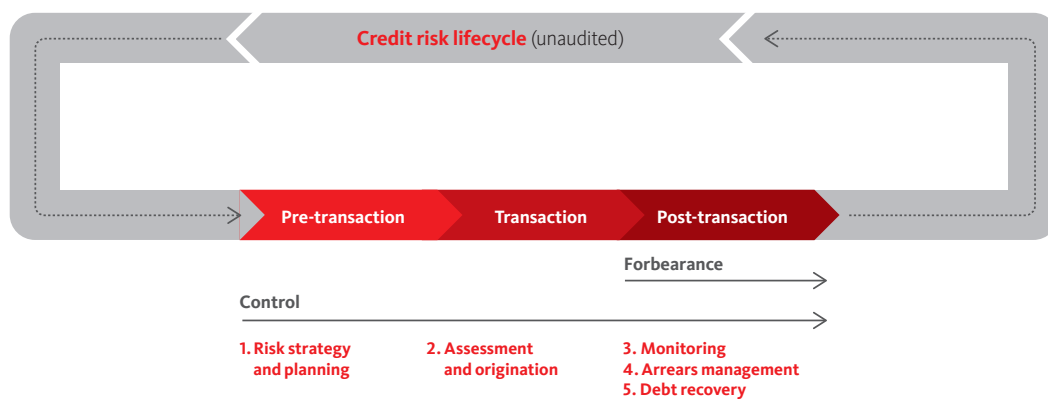 Credit risk lifecycle (unaudited)
Pre-transaction
Transaction
Post-transaction
Forbearance
Control
1. Risk strategy
and planning
2. Assessment
and origination
3. Monitoring
4. Arrears management
5. Debt recovery